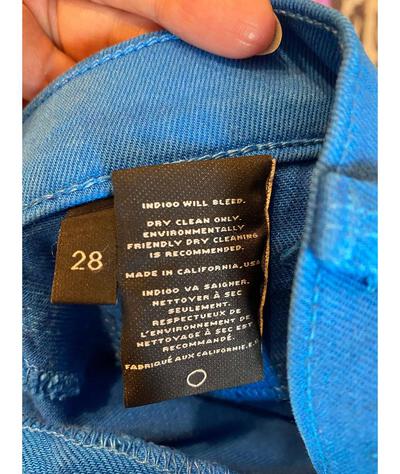 28
INDIGO WILL BLEED.
DRY CLEAN ONLY.
ENVIRONMENTALLY
FRIENDLY DRY CLEANING
IS RECOMMENDED.
MADE IN CALIFORNIA, USA
INDIGO VA SAIGNER.
NETTOYER À SEC
SEULEMENT.
RESPECTUEUX DE
L'ENVIRONNEMENT DE
NETTOYAGE À SEC EST
RECOMMANDÉ.
FABRIQUÉ AUX CALIFORNIE, E.